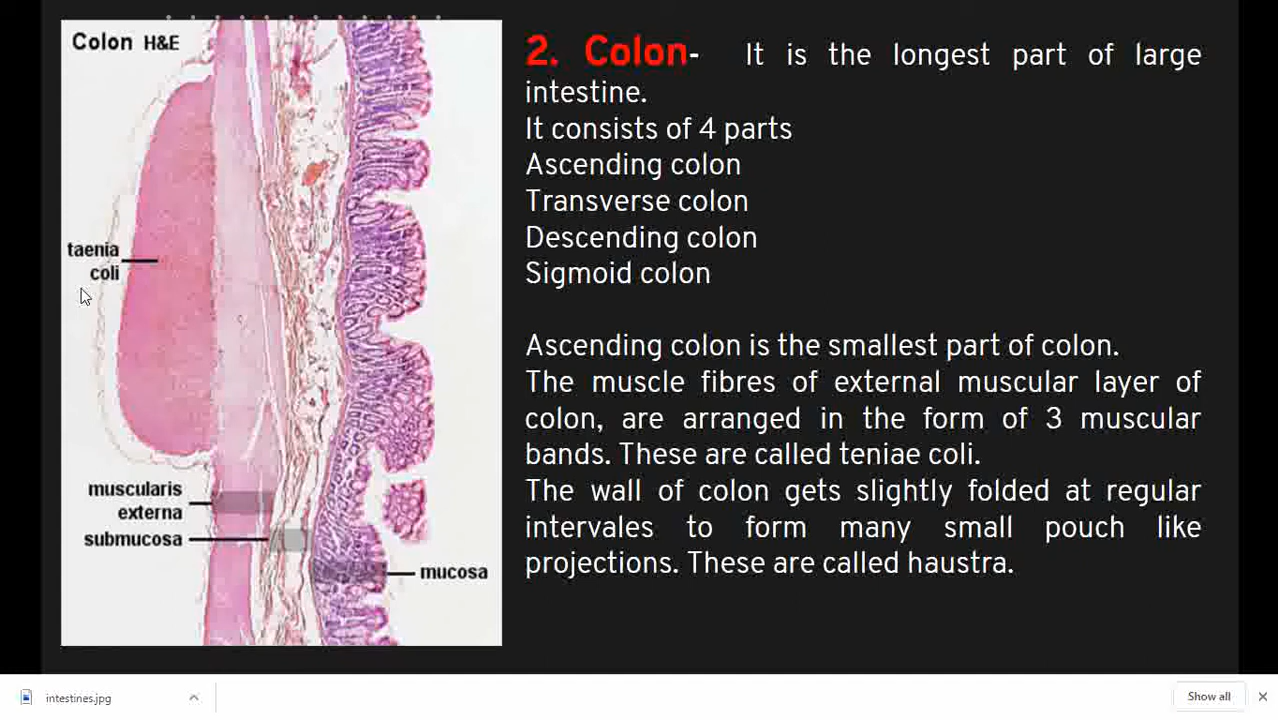 Colon H&E
taenia
coli
muscularis
externa
submucosa
mucosa
2. Colon- It is the longest part of large
intestine.
It consists of 4 parts
Ascending colon
Transverse colon
Descending colon
Sigmoid colon
Ascending colon is the smallest part of colon.
The muscle fibres of external muscular layer of
colon, are arranged in the form of 3 muscular
bands. These are called teniae coli.
The wall of colon gets slightly folded at regular
intervales to form many small pouch like
projections. These are called haustra.
intestines.jpg
Show all